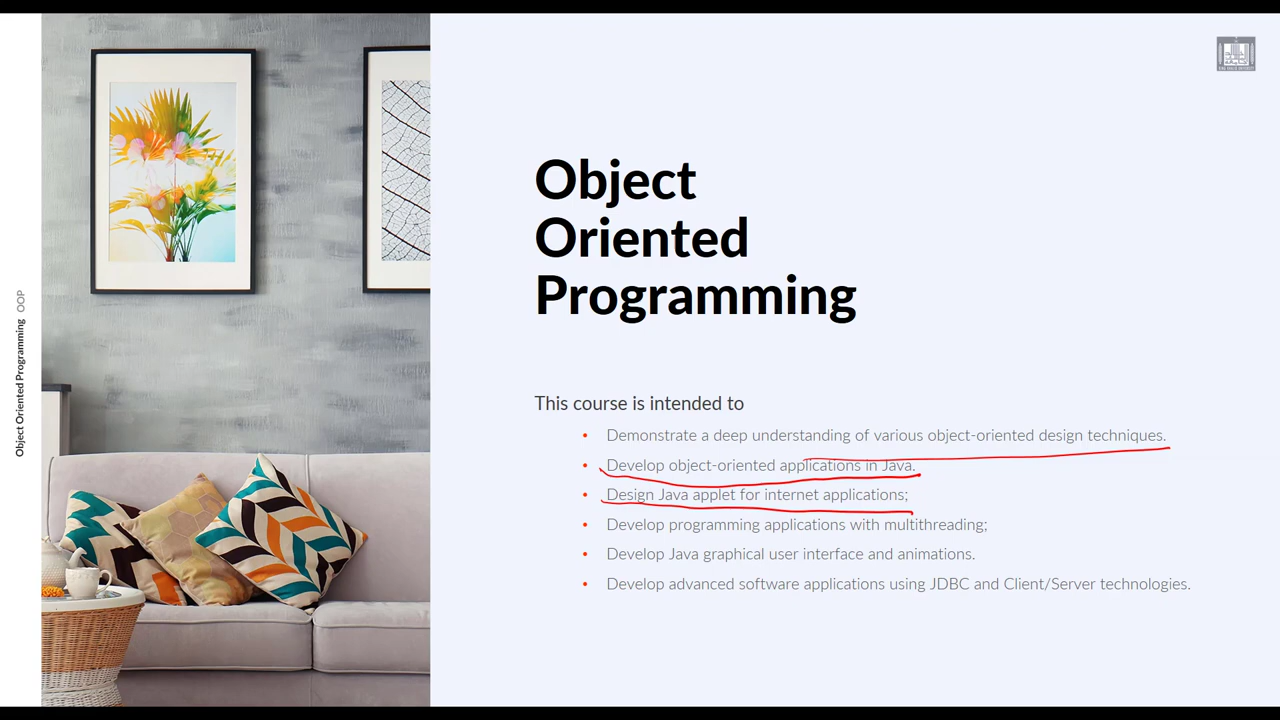 Object
Oriented
Programming
This course is intended to
• Demonstrate a deep understanding of various object-oriented design techniques.
• Develop object-oriented applications in Java.
• Design Java applet for internet applications;
• Develop programming applications with multithreading;
• Develop Java graphical user interface and animations.
• Develop advanced software applications using JDBC and Client/Server technologies.
Object Oriented Programming OOP